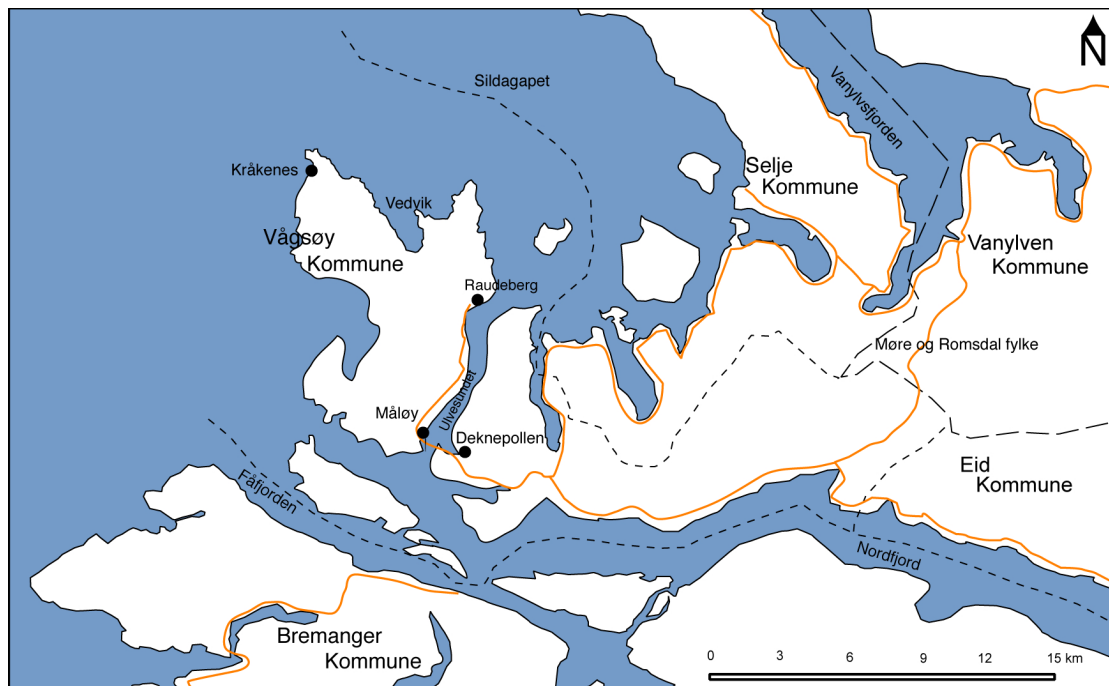 N
Sildagapet
Vanylvsfjorden
Kråkenes
Selje
Kommune
Vedvik
Vågsøy
Kommune
Vanylven
Kommune
Raudeberg
Møre og Romsdal fylke
Ulvesundet
Måløy
Deknepollen
Eid
Kommune
Fåfjorden
Nordfjord
Bremanger
Kommune
0 3 6 9 12 15 km